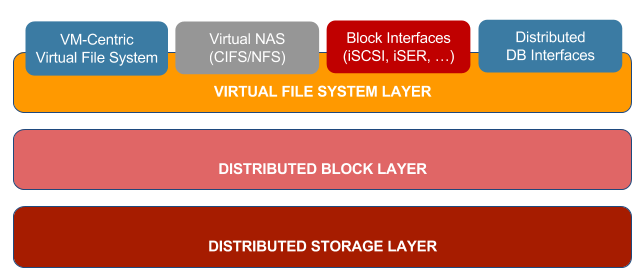 VM-Centric
Virtual File System
Virtual NAS
(CIFS/NFS)
Block Interfaces
(iSCSI, iSER, …)
Distributed
DB Interfaces
VIRTUAL FILE SYSTEM LAYER
DISTRIBUTED BLOCK LAYER
DISTRIBUTED STORAGE LAYER